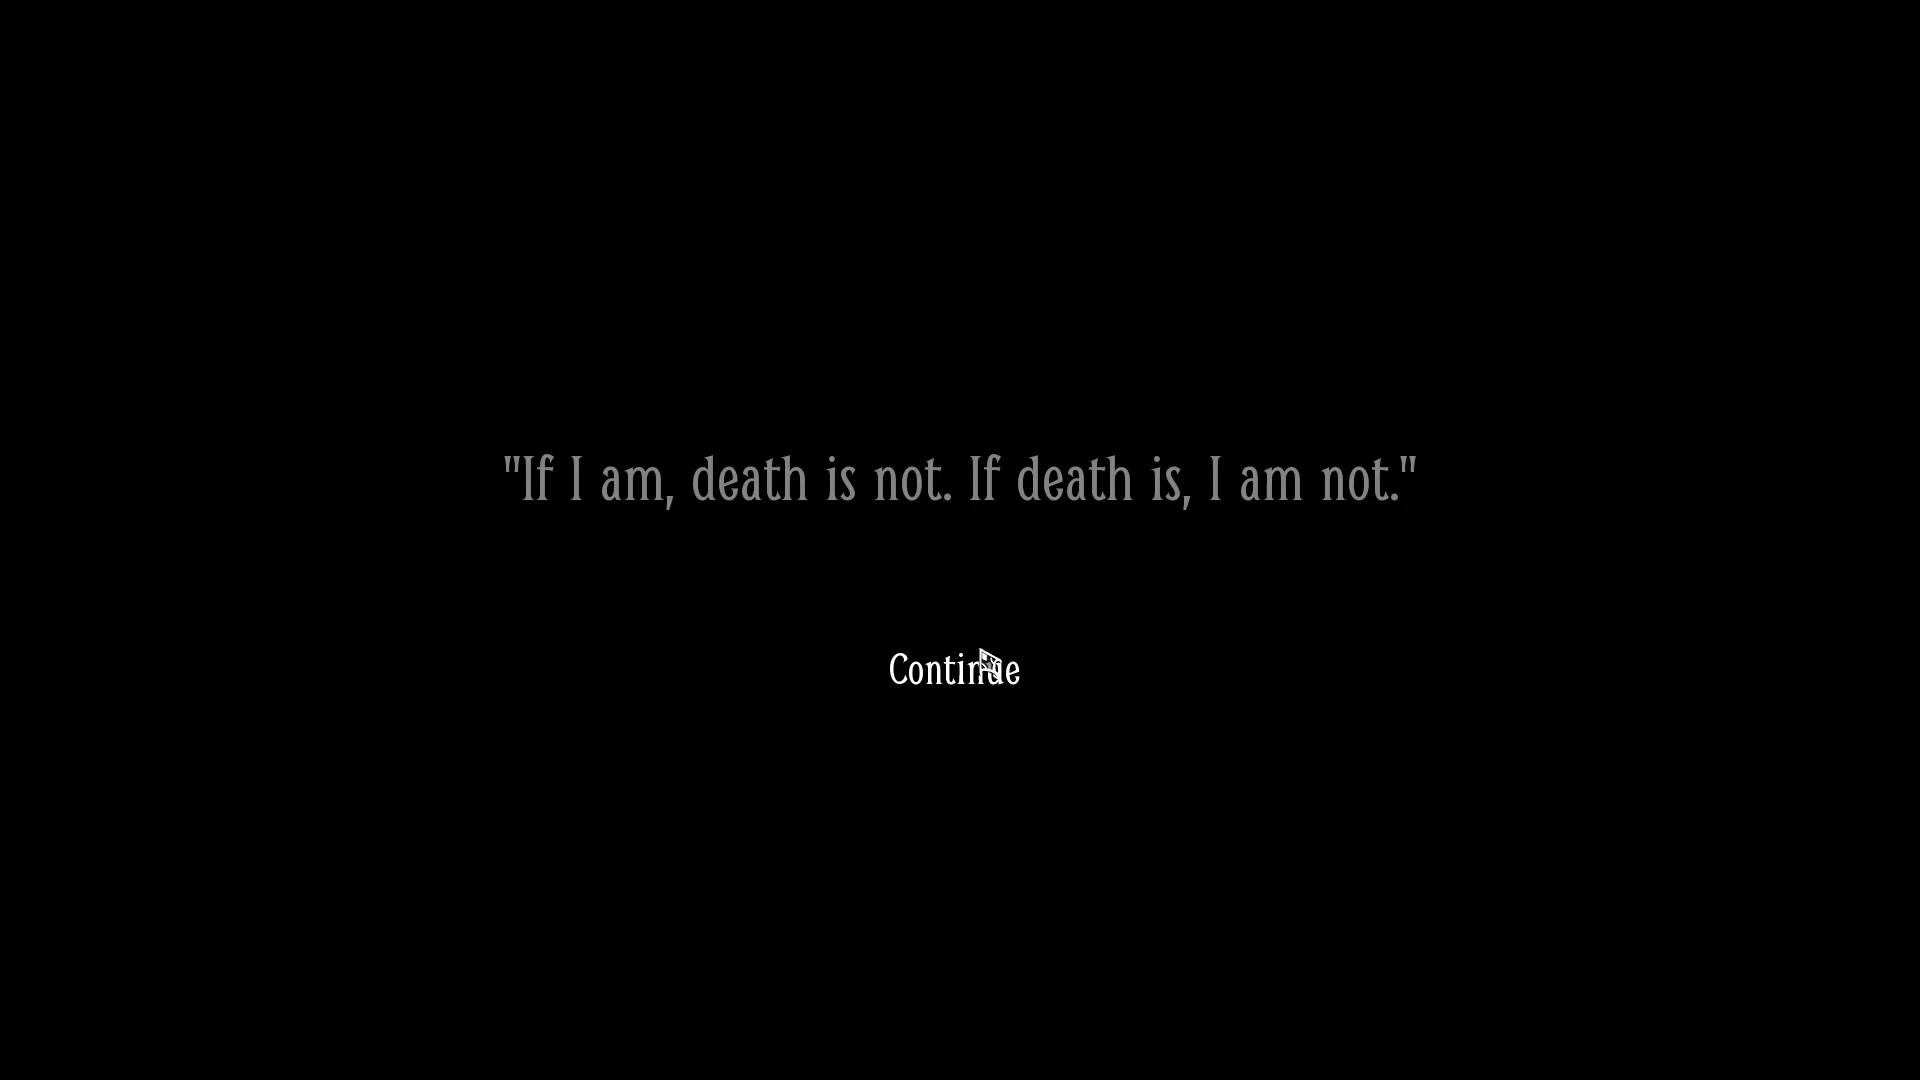 "If I am, death is not. If death is, I am not."
Continue